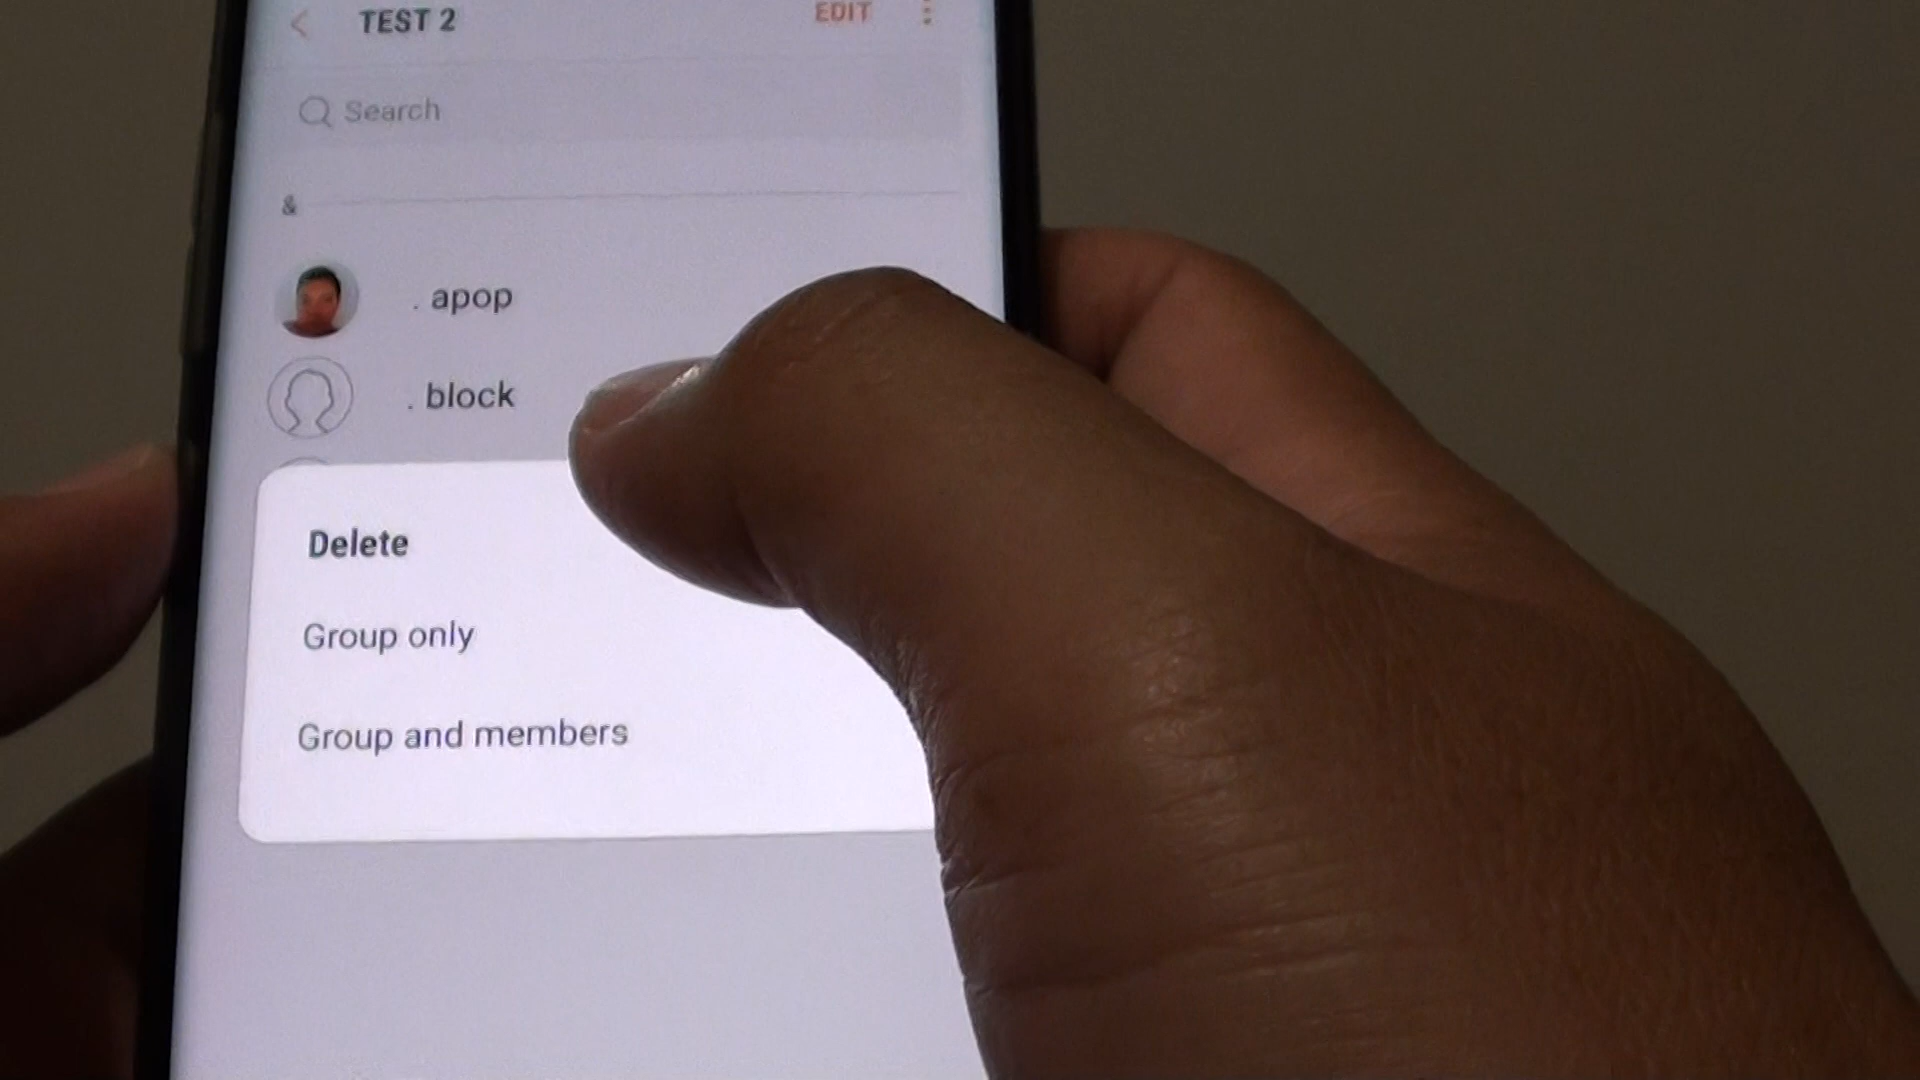 TEST 2 EDIT
Search
&
. apop
. block
Delete
Group only
Group and members